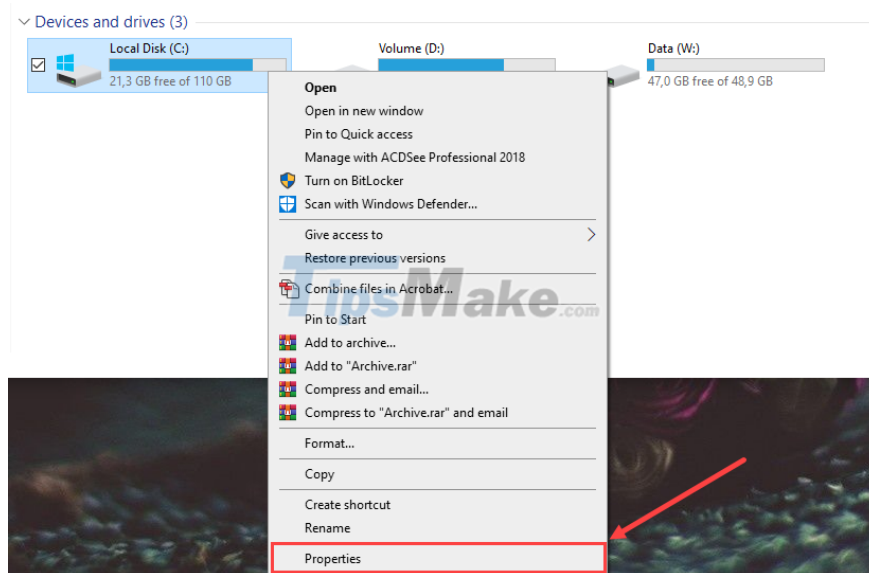 Devices and drives (3)
Local Disk (C:)
21,3 GB free of 110 GB
Volume (D:)
Data (W:)
47,0 GB free of 48,9 GB
Open
Open in new window
Pin to Quick access
Manage with ACDSee Professional 2018
Turn on BitLocker
Scan with Windows Defender...
Give access to
Restore previous versions
Combine files in Acrobat...
TipsMake.com
Pin to Start
Add to archive...
Add to "Archive.rar"
Compress and email...
Compress to "Archive.rar" and email
Format...
Copy
Create shortcut
Rename
Properties